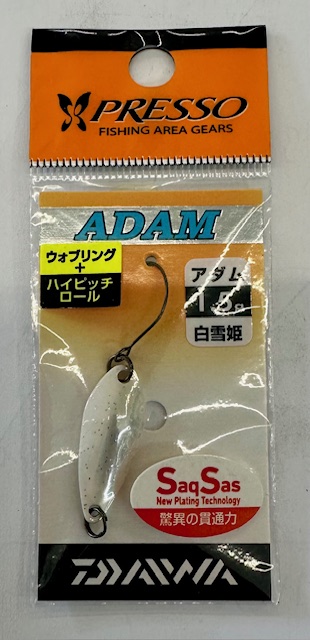 PRESSO
FISHING AREA GEARS
ADAM
ウォブリング
+
ハイピッチ
ロール
アダム
1.5g
白雪姫
SaqSas
New Plating Technology
驚異の貫通力
DAIWA